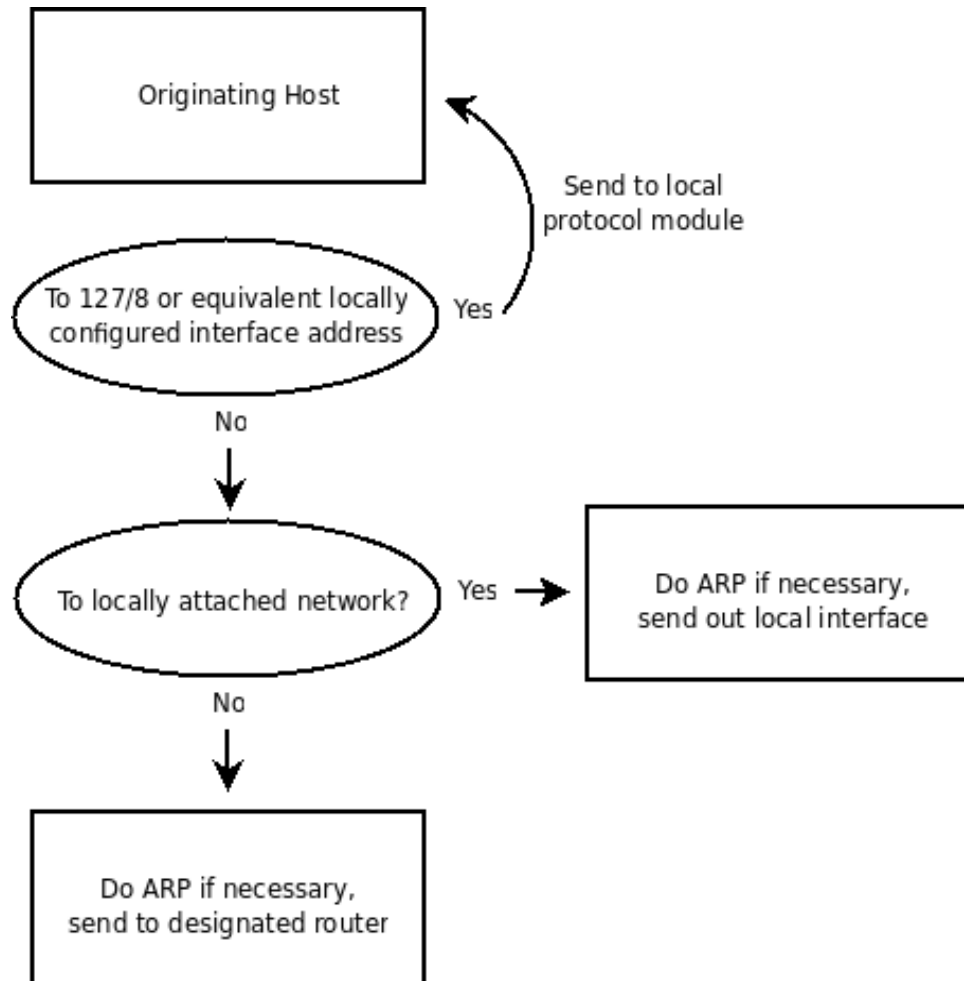 Originating Host
Send to local
protocol module
To 127/8 or equivalent locally
configured interface address
Yes
No
To locally attached network?
Yes
Do ARP if necessary,
send out local interface
No
Do ARP if necessary,
send to designated router